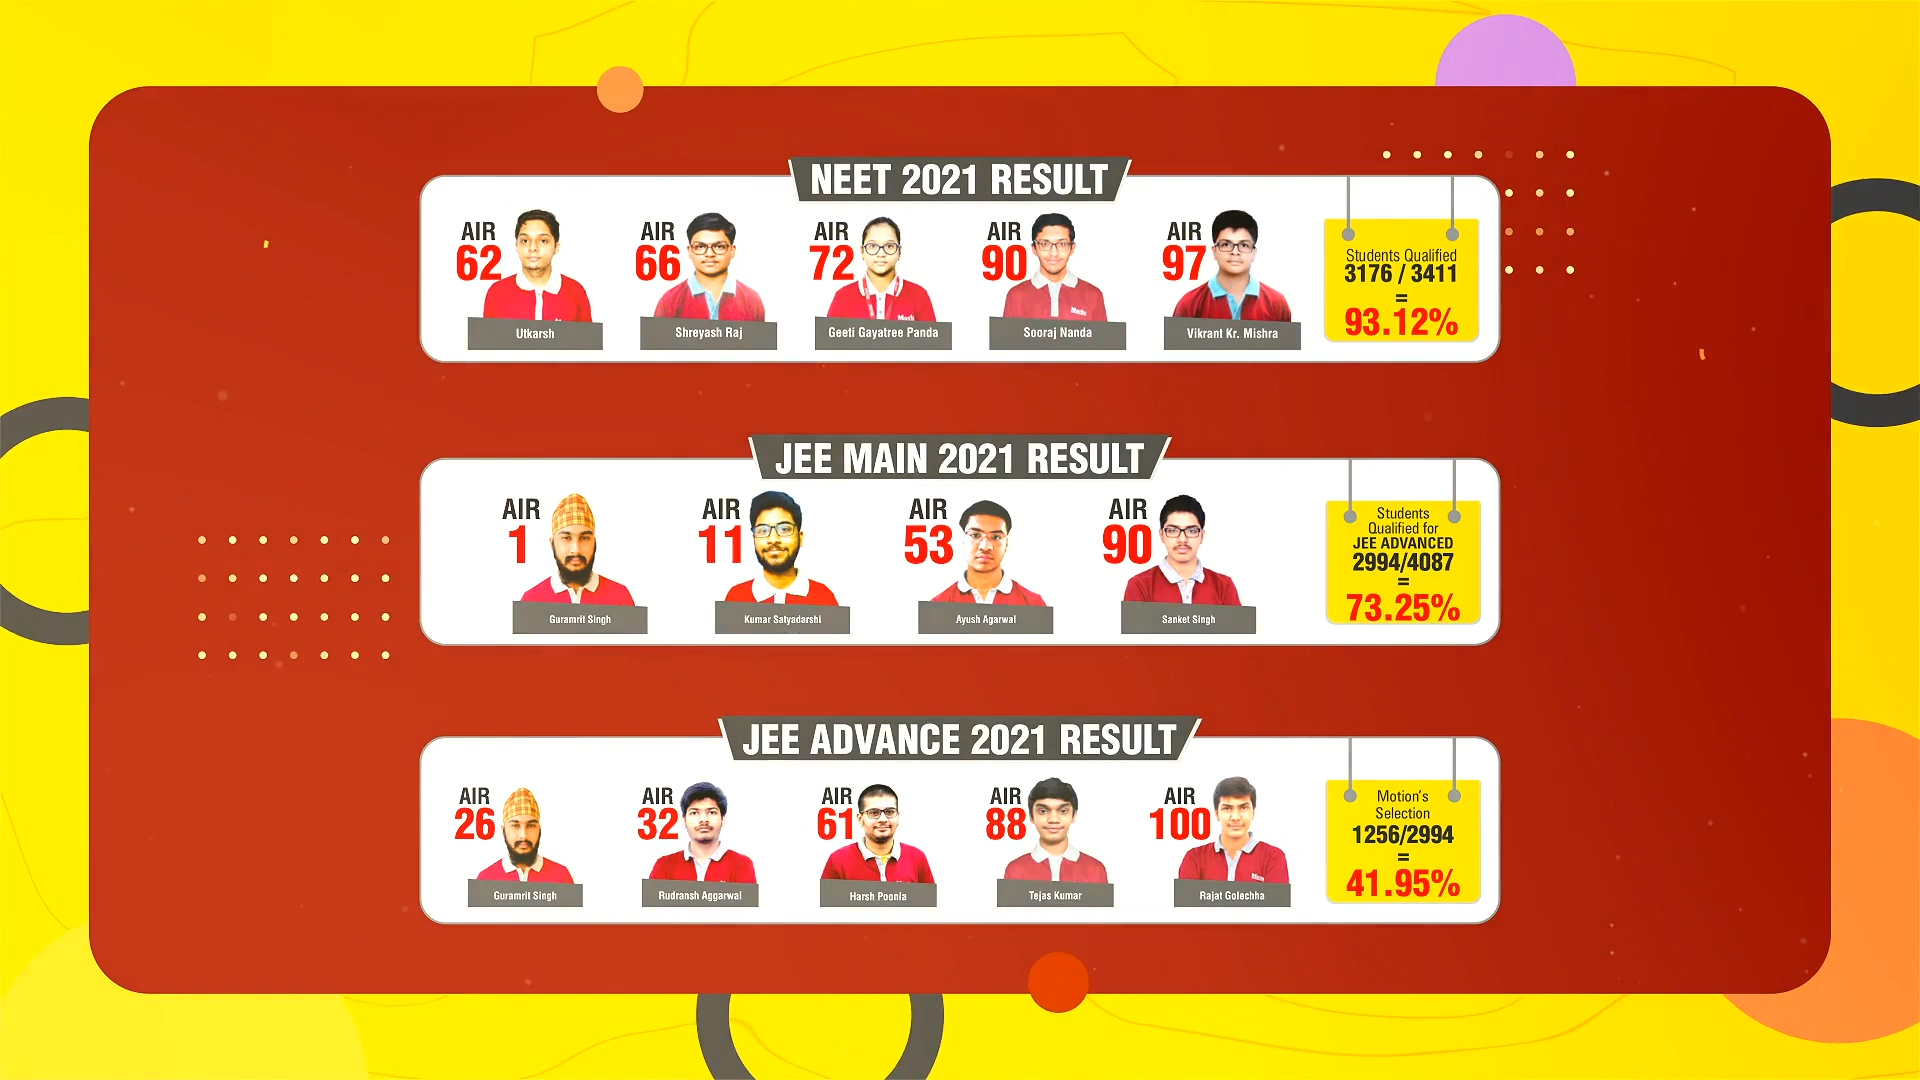 NEET 2021 RESULT
AIR
62
Utkarsh
AIR
66
Shreyash Raj
AIR
72
Geeti Gayatree Panda
AIR
90
Sooraj Nanda
AIR
97
Vikrant Kr. Mishra
Students Qualified
3176 / 3411
=
93.12%
JEE MAIN 2021 RESULT
AIR
1
Guramrit Singh
AIR
11
Kumar Satyadarshi
AIR
53
Ayush Agarwal
AIR
90
Sanket Singh
Students
Qualified for
JEE ADVANCED
2994/4087
=
73.25%
JEE ADVANCE 2021 RESULT
AIR
26
Guramrit Singh
AIR
32
Rudransh Aggarwal
AIR
61
Harsh Poonia
AIR
88
Tejas Kumar
AIR
100
Rajat Golechha
Motion's
Selection
1256/2994
=
41.95%